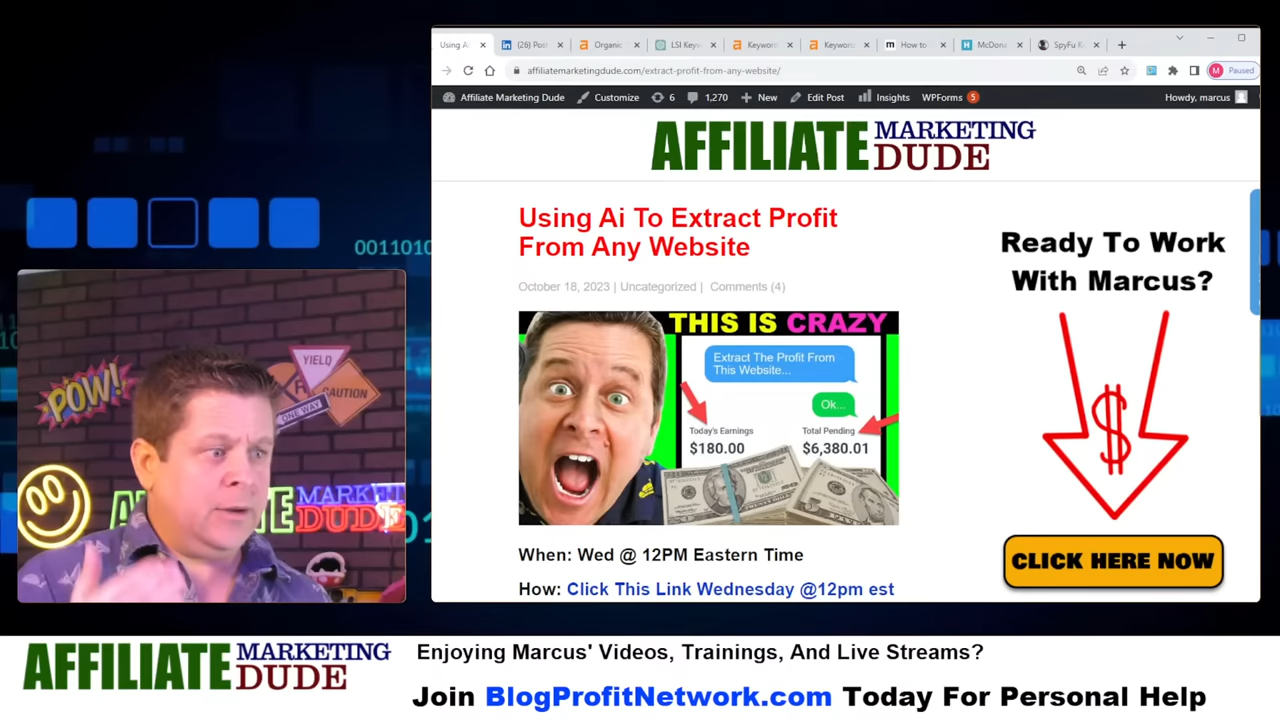 Using Ai
(26) Post
Organic
LSI Key
Keyword
Keyword
How to
McDona
SpyFu K
affiliatemarketingdude.com/extract-profit-from-any-website/
M Paused
Affiliate Marketing Dude
Customize
6
1,270
New
Edit Post
Insights
WPForms 5
Howdy, marcus
AFFILIATE MARKETING DUDE
Using Ai To Extract Profit
From Any Website
October 18, 2023 | Uncategorized | Comments (4)
THIS IS CRAZY
Extract The Profit From
This Website...
Ok...
Today's Earnings
$180.00
Total Pending
$6,380.01
When: Wed @ 12PM Eastern Time
How: Click This Link Wednesday @12pm est
Ready To Work
With Marcus?
$
CLICK HERE NOW
0011010
POW!
YIELD
CAUTION
ONE WAY
MARKET
DUDE
AFFILIATE MARKETING DUDE
Enjoying Marcus' Videos, Trainings, And Live Streams?
Join BlogProfitNetwork.com Today For Personal Help